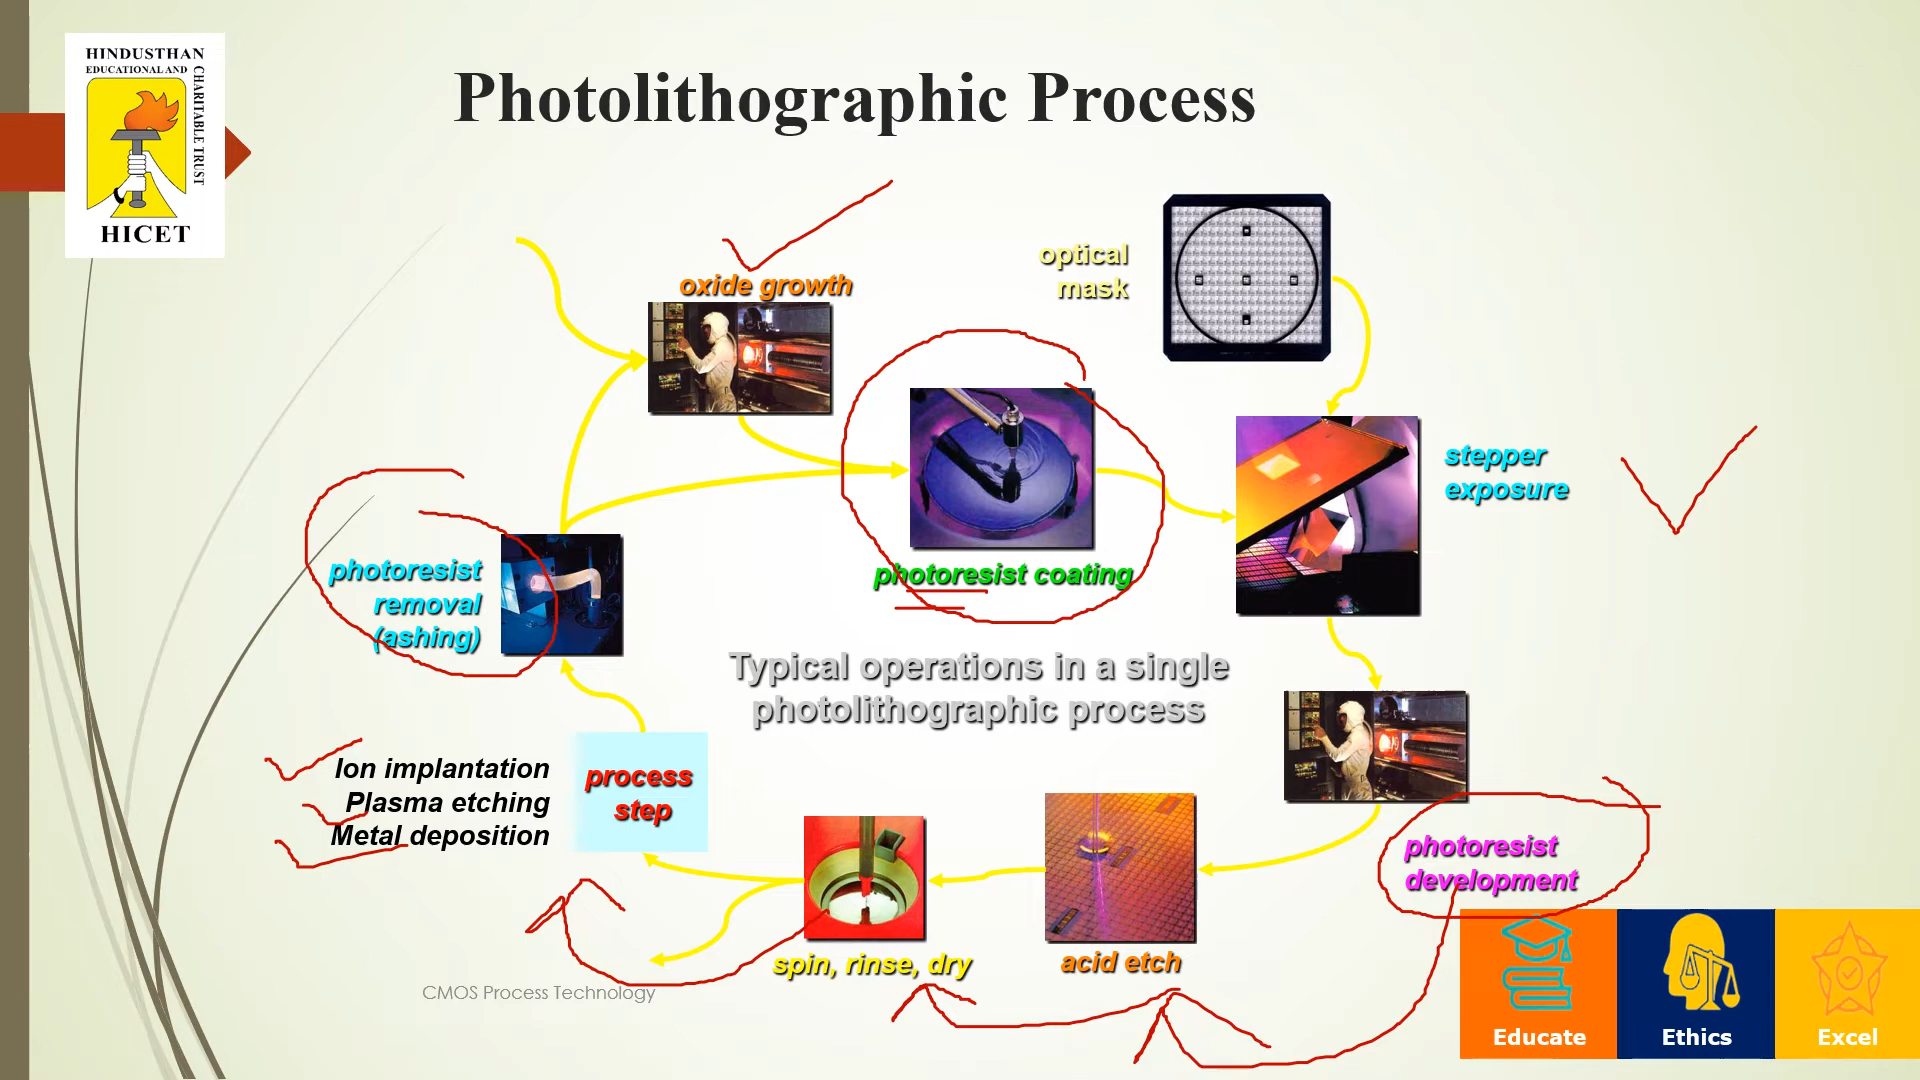 HINDUSTHAN
EDUCATIONAL AND
CHARITABLE TRUST
HICET
Photolithographic Process
oxide growth
optical
mask
stepper
exposure
photoresist coating
photoresist
removal
(ashing)
Typical operations in a single
photolithographic process
Ion implantation
Plasma etching
Metal deposition
process
step
photoresist
development
spin, rinse, dry
acid etch
CMOS Process Technology
Educate
Ethics
Excel